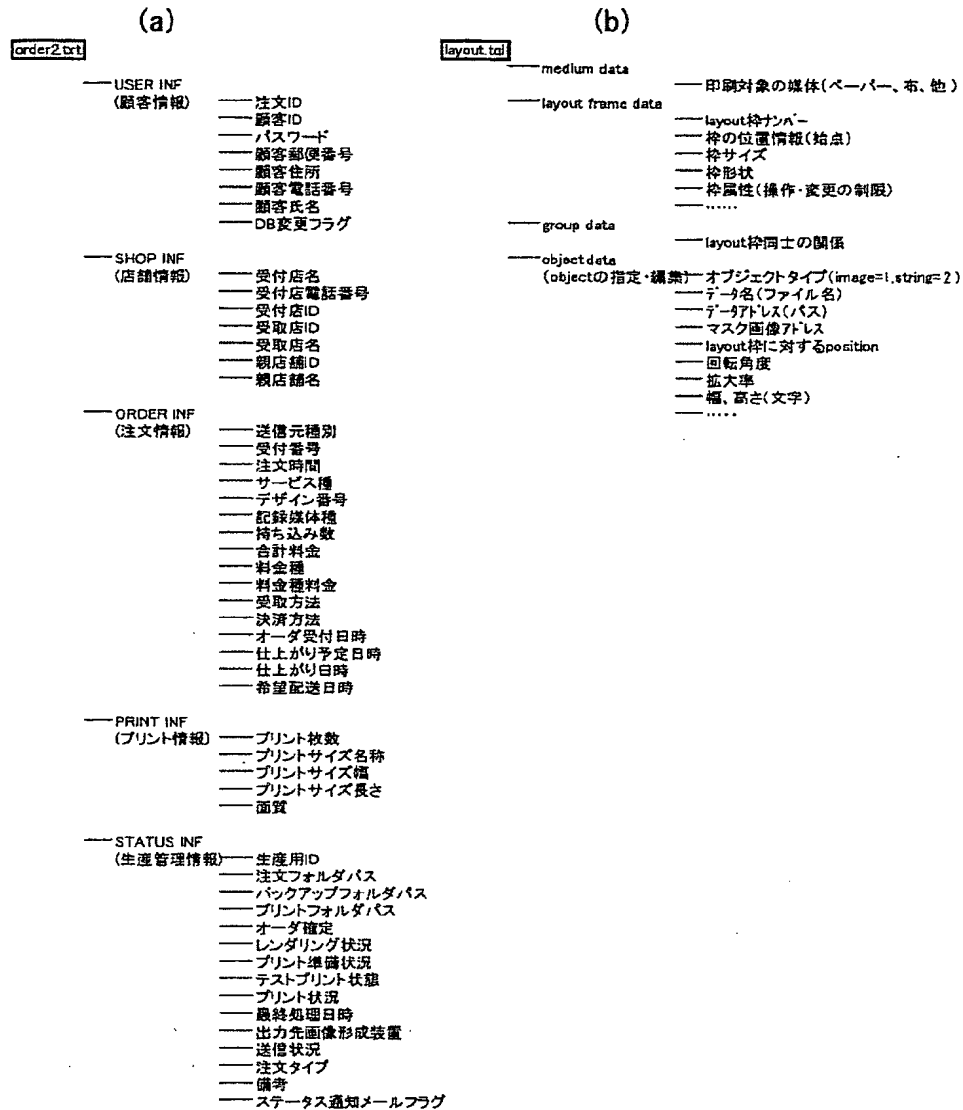 (a)
order2.txt
USER INF
(顧客情報)
注文ID
顧客ID
パスワード
顧客郵便番号
顧客住所
顧客電話番号
顧客氏名
DB変更フラグ
SHOP INF
(店舗情報)
受付店名
受付店電話番号
受付店ID
受取店ID
受取店名
親店舗ID
親店舗名
ORDER INF
(注文情報)
送信元種別
受付番号
注文時間
サービス種
デザイン番号
記録媒体種
持ち込み数
合計料金
料金種
料金種料金
受取方法
決済方法
オーダ受付日時
仕上がり予定日時
仕上がり日時
希望配送日時
PRINT INF
(プリント情報)
プリント枚数
プリントサイズ名称
プリントサイズ幅
プリントサイズ長さ
面質
STATUS INF
(生産管理情報)
生産用ID
注文フォルダパス
バックアップフォルダパス
プリントフォルダパス
オーダ確定
レンダリング状況
プリント準備状況
テストプリント状態
プリント状況
最終処理日時
出力先画像形成装置
送信状況
注文タイプ
備考
ステータス通知メールフラグ
(b)
medium data
印刷対象の媒体(ペーパー、布、他)
layout frame data
layout枠ナンバー
枠の位置情報(始点)
枠サイズ
枠形状
枠属性(操作・変更の制限)
……
group data
layout枠同士の関係
object data
(objectの指定・編集)
オブジェクトタイプ(image=1,string=2)
データ名(ファイル名)
データアドレス(パス)
マスク画像アドレス
layout枠に対するposition
回転角度
拡大率
幅、高さ(文字)
……